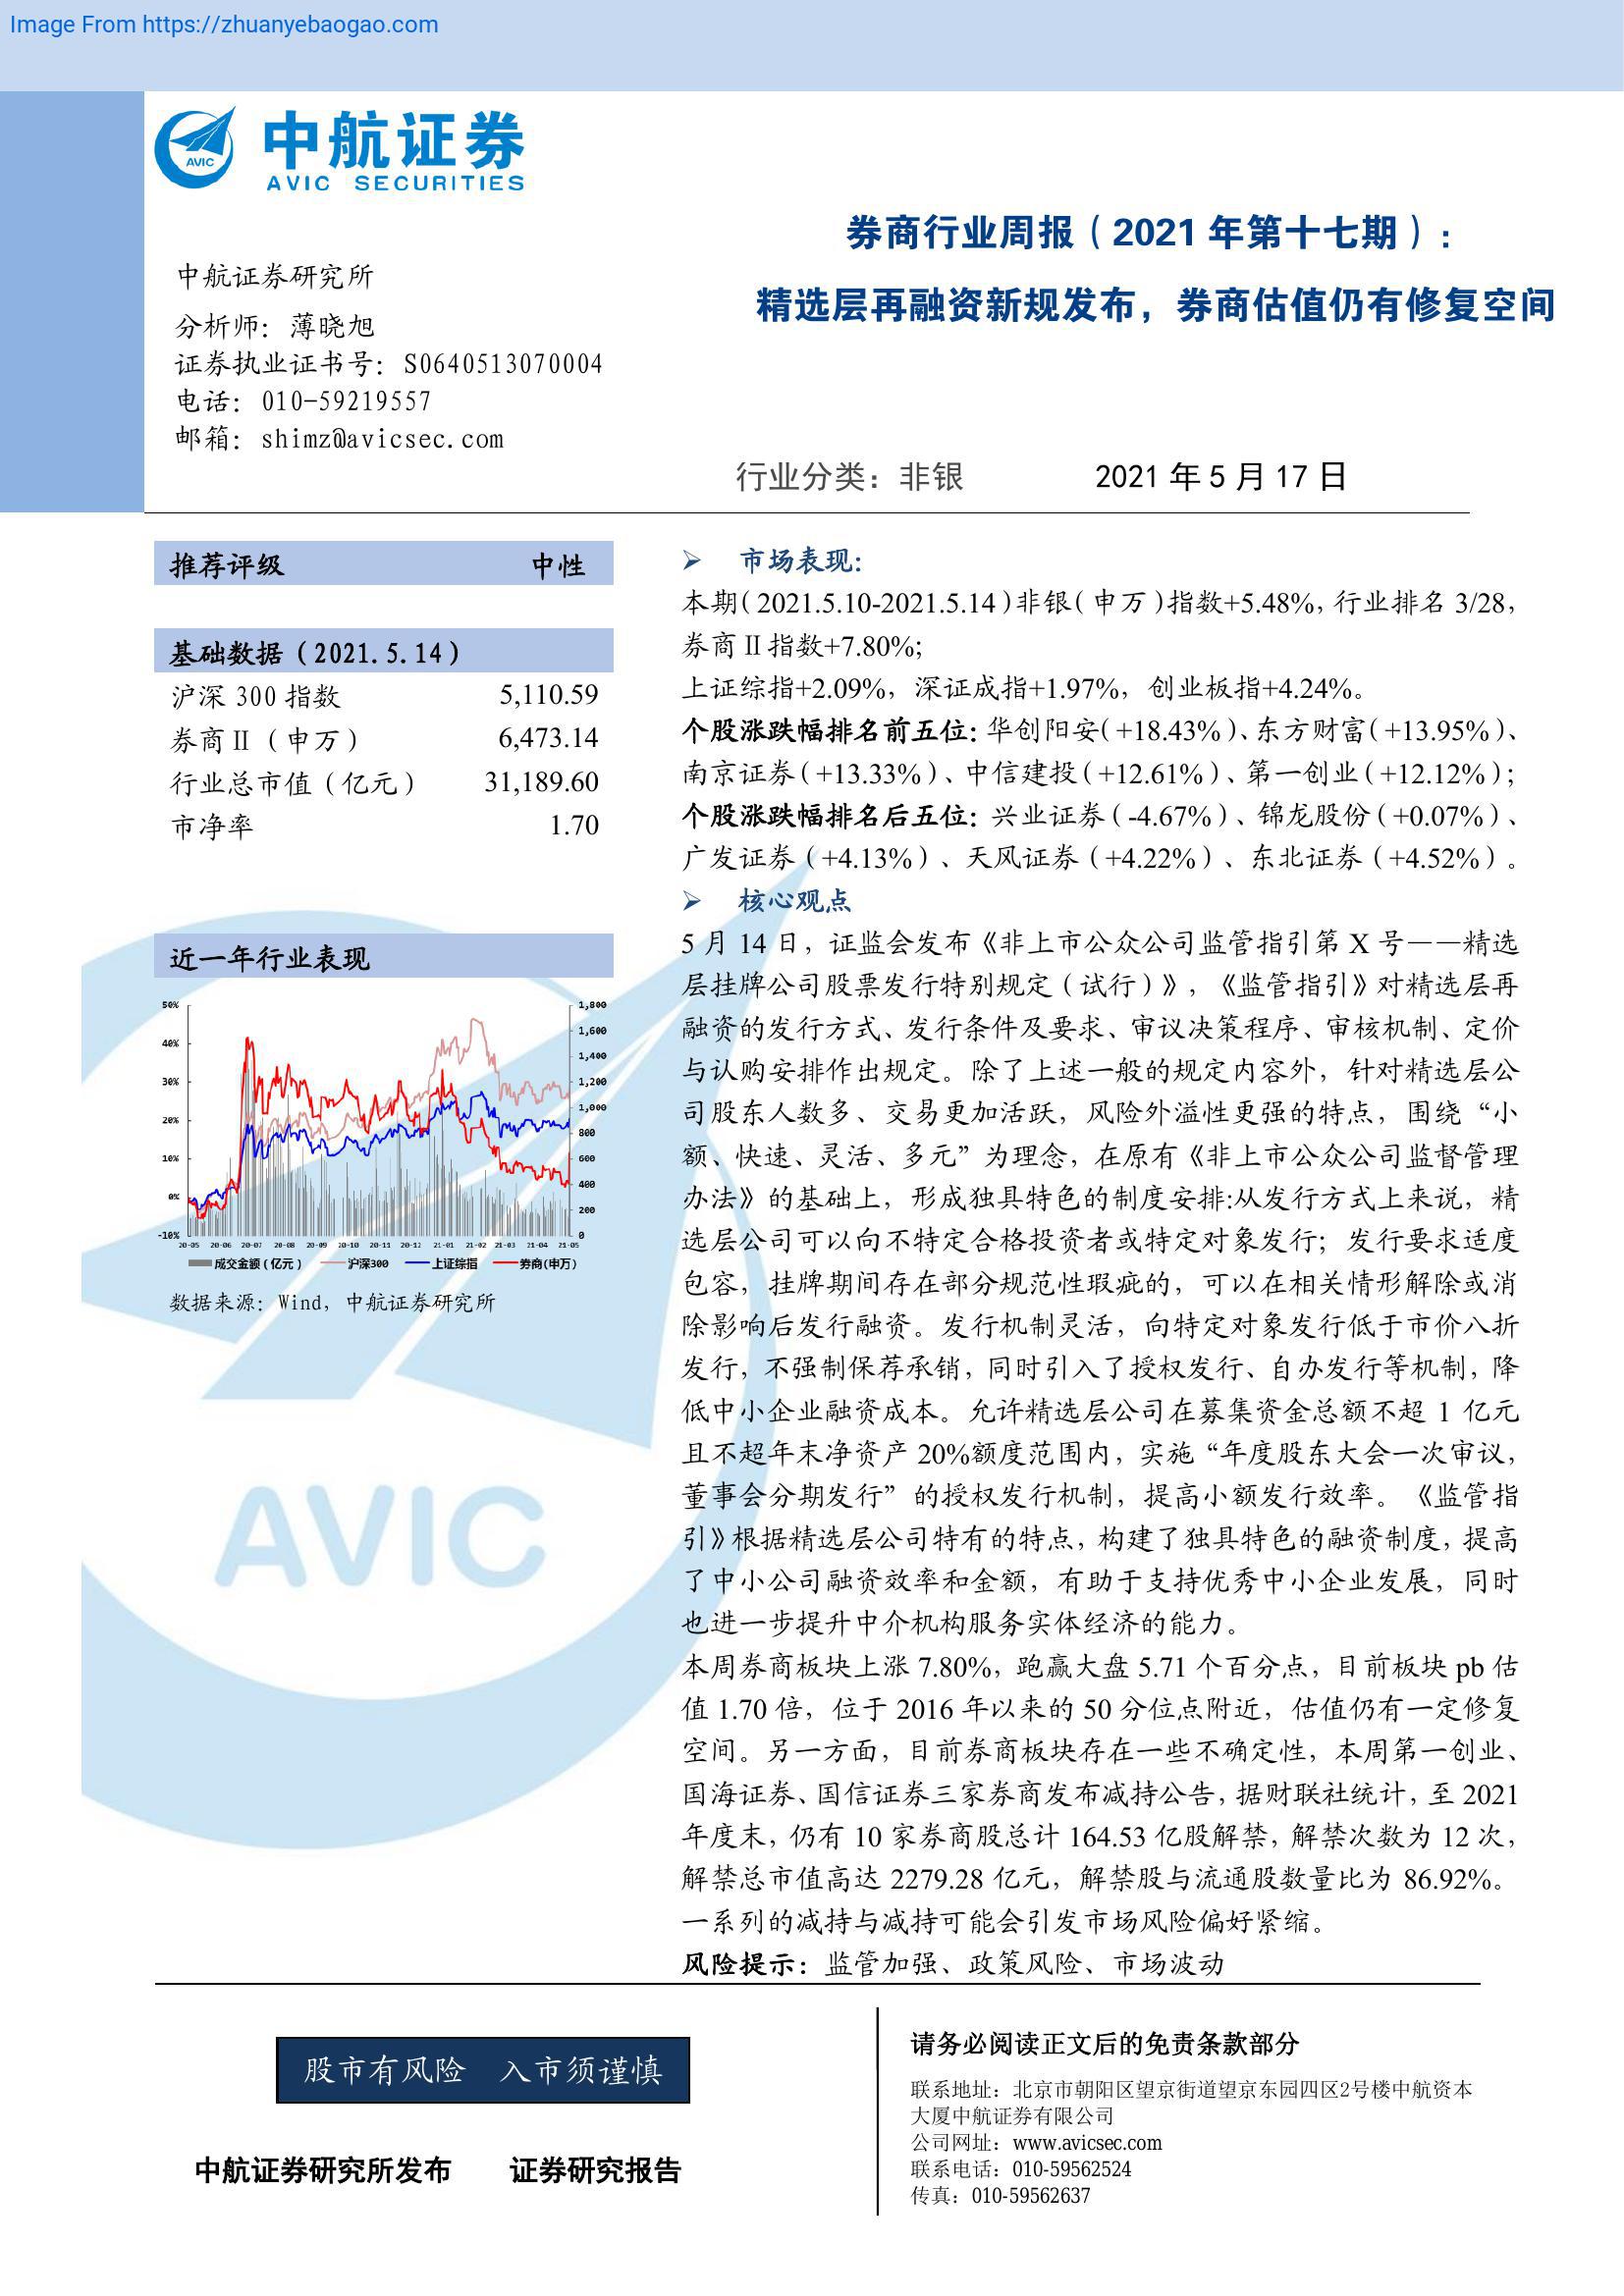 Image From https://zhuanyebaogao.com
AVIC
中航证券
AVIC SECURITIES
券商行业周报（2021 年第十七期）：
精选层再融资新规发布，券商估值仍有修复空间
中航证券研究所
分析师：薄晓旭
证券执业证书号：S0640513070004
电话：010-59219557
邮箱：shimz@avicsec.com
行业分类：非银 2021 年 5 月 17 日
推荐评级 中性
基础数据（2021.5.14）
沪深 300 指数 5,110.59
券商Ⅱ（申万） 6,473.14
行业总市值（亿元） 31,189.60
市净率 1.70
近一年行业表现
50%
40%
30%
20%
10%
0%
-10%
1,800
1,600
1,400
1,200
1,000
800
600
400
200
0
20-05 20-06 20-07 20-08 20-09 20-10 20-11 20-12 21-01 21-02 21-03 21-04 21-05
成交金额（亿元） 沪深300 上证综指 券商(申万)
数据来源：Wind，中航证券研究所
AVIC
➢ 市场表现：
本期（2021.5.10-2021.5.14）非银（申万）指数+5.48%，行业排名 3/28，
券商Ⅱ指数+7.80%；
上证综指+2.09%，深证成指+1.97%，创业板指+4.24%。
个股涨跌幅排名前五位：华创阳安（+18.43%）、东方财富（+13.95%）、
南京证券（+13.33%）、中信建投（+12.61%）、第一创业（+12.12%）；
个股涨跌幅排名后五位：兴业证券（-4.67%）、锦龙股份（+0.07%）、
广发证券（+4.13%）、天风证券（+4.22%）、东北证券（+4.52%）。
➢ 核心观点
5 月 14 日，证监会发布《非上市公众公司监管指引第 X 号——精选
层挂牌公司股票发行特别规定（试行）》，《监管指引》对精选层再
融资的发行方式、发行条件及要求、审议决策程序、审核机制、定价
与认购安排作出规定。除了上述一般的规定内容外，针对精选层公
司股东人数多、交易更加活跃，风险外溢性更强的特点，围绕“小
额、快速、灵活、多元”为理念，在原有《非上市公众公司监督管理
办法》的基础上，形成独具特色的制度安排:从发行方式上来说，精
选层公司可以向不特定合格投资者或特定对象发行；发行要求适度
包容，挂牌期间存在部分规范性瑕疵的，可以在相关情形解除或消
除影响后发行融资。发行机制灵活，向特定对象发行低于市价八折
发行，不强制保荐承销，同时引入了授权发行、自办发行等机制，降
低中小企业融资成本。允许精选层公司在募集资金总额不超 1 亿元
且不超年末净资产 20%额度范围内，实施“年度股东大会一次审议，
董事会分期发行”的授权发行机制，提高小额发行效率。《监管指
引》根据精选层公司特有的特点，构建了独具特色的融资制度，提高
了中小公司融资效率和金额，有助于支持优秀中小企业发展，同时
也进一步提升中介机构服务实体经济的能力。
本周券商板块上涨 7.80%，跑赢大盘 5.71 个百分点，目前板块 pb 估
值 1.70 倍，位于 2016 年以来的 50 分位点附近，估值仍有一定修复
空间。另一方面，目前券商板块存在一些不确定性，本周第一创业、
国海证券、国信证券三家券商发布减持公告，据财联社统计，至 2021
年度末，仍有 10 家券商股总计 164.53 亿股解禁，解禁次数为 12 次，
解禁总市值高达 2279.28 亿元，解禁股与流通股数量比为 86.92%。
一系列的减持与减持可能会引发市场风险偏好紧缩。
风险提示：监管加强、政策风险、市场波动
股市有风险 入市须谨慎
中航证券研究所发布 证券研究报告
请务必阅读正文后的免责条款部分
联系地址：北京市朝阳区望京街道望京东园四区2号楼中航资本
大厦中航证券有限公司
公司网址：www.avicsec.com
联系电话：010-59562524
传真：010-59562637